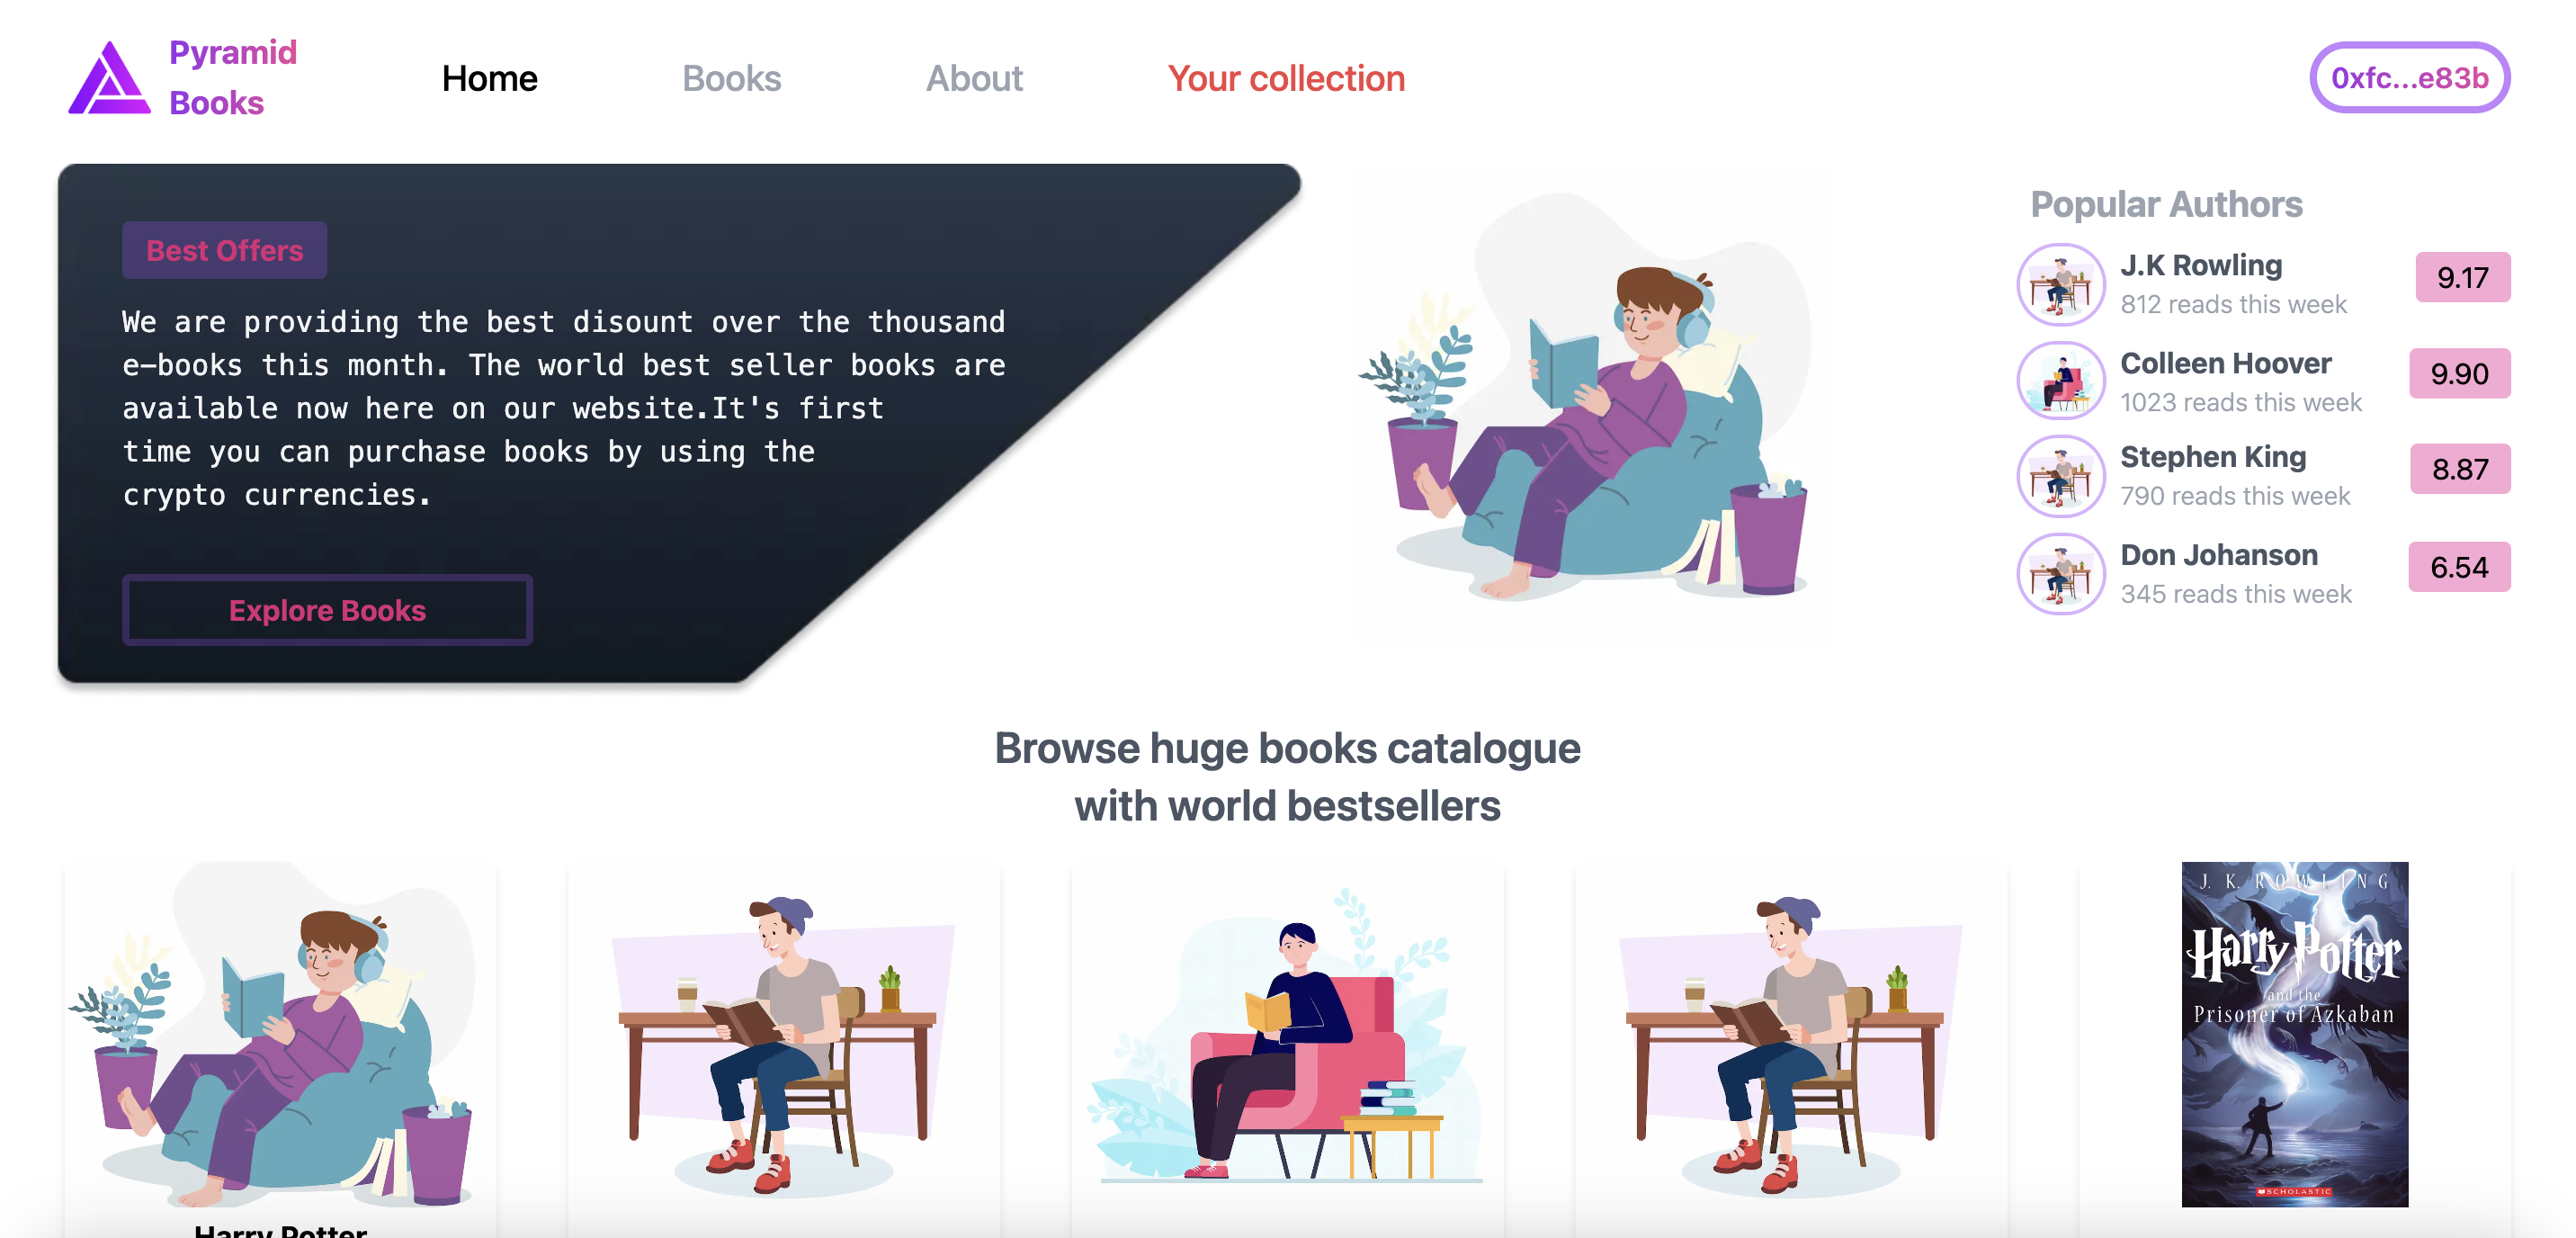 Pyramid
Books
Home
Books
About
Your collection
0xfc...e83b
Best Offers
We are providing the best disount over the thousand
e-books this month. The world best seller books are
available now here on our website.It's first
time you can purchase books by using the
crypto currencies.
Explore Books
Popular Authors
J.K Rowling
812 reads this week
9.17
Colleen Hoover
1023 reads this week
9.90
Stephen King
790 reads this week
8.87
Don Johanson
345 reads this week
6.54
Browse huge books catalogue
with world bestsellers
J. K. ROWLING
Harry Potter
and the
Prisoner of Azkaban
SCHOLASTIC
Harry Potter